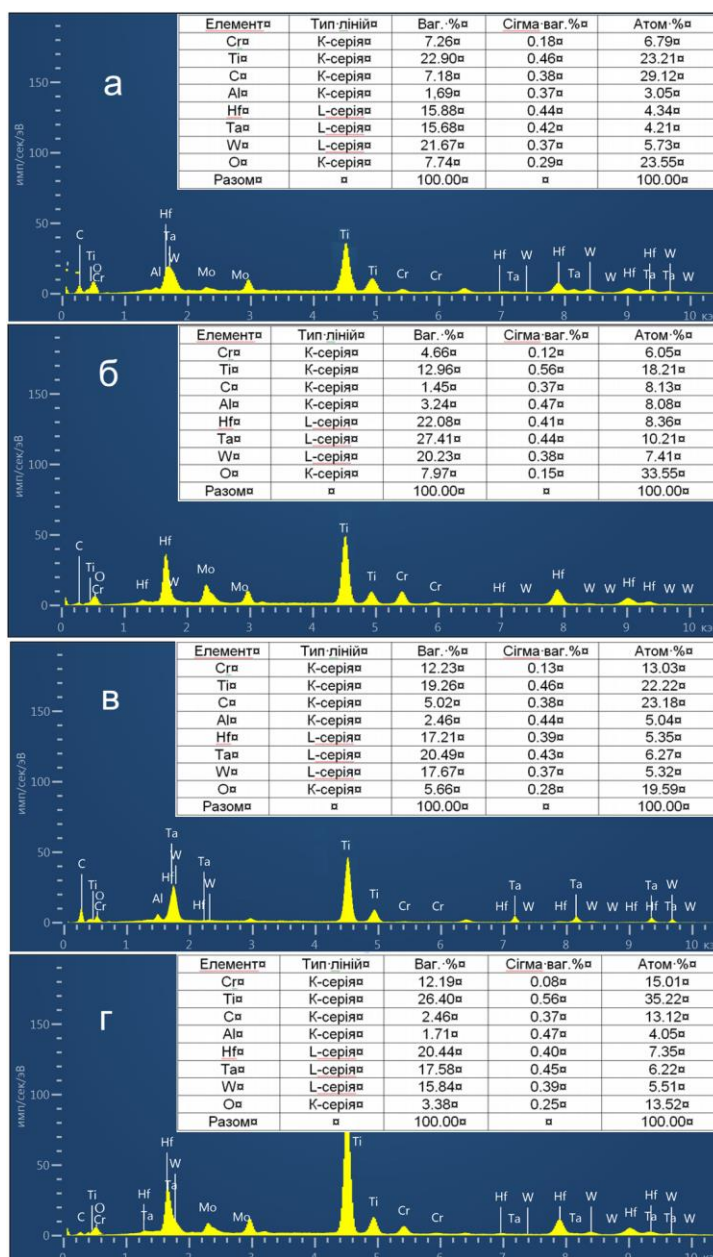 а
Елемент¤ Тип·ліній¤ Ваг.·%¤ Сігма·ваг.%¤ Атом·%¤
Cr¤ К-серія¤ 7.26¤ 0.18¤ 6.79¤
Ti¤ К-серія¤ 22.90¤ 0.46¤ 23.21¤
C¤ К-серія¤ 7.18¤ 0.38¤ 29.12¤
Al¤ К-серія¤ 1,69¤ 0.37¤ 3.05¤
Hf¤ L-серія¤ 15.88¤ 0.44¤ 4.34¤
Ta¤ L-серія¤ 15.68¤ 0.42¤ 4.21¤
W¤ L-серія¤ 21.67¤ 0.37¤ 5.73¤
O¤ К-серія¤ 7.74¤ 0.29¤ 23.55¤
Разом¤ ¤ 100.00¤ ¤ 100.00¤
имп/сек/эВ
150
100
50
0
C Ti O Cr Al Hf Ta W Mo Mo Ti Ti Cr Cr Hf Ta W Hf Ta W W Hf Hf Ta W Ta W
0 1 2 3 4 5 6 7 8 9 10 кэ
б
Елемент¤ Тип·ліній¤ Ваг.·%¤ Сігма·ваг.%¤ Атом·%¤
Cr¤ К-серія¤ 4.66¤ 0.12¤ 6.05¤
Ti¤ К-серія¤ 12.96¤ 0.56¤ 18.21¤
C¤ К-серія¤ 1.45¤ 0.37¤ 8.13¤
Al¤ К-серія¤ 3.24¤ 0.47¤ 8.08¤
Hf¤ L-серія¤ 22.08¤ 0.41¤ 8.36¤
Ta¤ L-серія¤ 27.41¤ 0.44¤ 10.21¤
W¤ L-серія¤ 20.23¤ 0.38¤ 7.41¤
O¤ К-серія¤ 7.97¤ 0.15¤ 33.55¤
Разом¤ ¤ 100.00¤ ¤ 100.00¤
имп/сек/эВ
150
100
50
0
C Ti O Cr Hf Hf W Mo Mo Ti Ti Cr Cr Hf W Hf W W Hf Hf W W
0 1 2 3 4 5 6 7 8 9 10 кэ
в
Елемент¤ Тип·ліній¤ Ваг.·%¤ Сігма·ваг.%¤ Атом·%¤
Cr¤ К-серія¤ 12.23¤ 0.13¤ 13.03¤
Ti¤ К-серія¤ 19.26¤ 0.46¤ 22.22¤
C¤ К-серія¤ 5.02¤ 0.38¤ 23.18¤
Al¤ К-серія¤ 2.46¤ 0.44¤ 5.04¤
Hf¤ L-серія¤ 17.21¤ 0.39¤ 5.35¤
Ta¤ L-серія¤ 20.49¤ 0.43¤ 6.27¤
W¤ L-серія¤ 17.67¤ 0.37¤ 5.32¤
O¤ К-серія¤ 5.66¤ 0.28¤ 19.59¤
Разом¤ ¤ 100.00¤ ¤ 100.00¤
имп/сек/эВ
150
100
50
0
C Ti O Cr Al Hf Ta W Hf Ta W Ti Ti Cr Cr Hf Ta W Hf Ta W W Hf Ta Hf W Ta W
0 1 2 3 4 5 6 7 8 9 10 кэ
г
Елемент¤ Тип·ліній¤ Ваг.·%¤ Сігма·ваг.%¤ Атом·%¤
Cr¤ К-серія¤ 12.19¤ 0.08¤ 15.01¤
Ti¤ К-серія¤ 26.40¤ 0.56¤ 35.22¤
C¤ К-серія¤ 2.46¤ 0.37¤ 13.12¤
Al¤ К-серія¤ 1.71¤ 0.47¤ 4.05¤
Hf¤ L-серія¤ 20.44¤ 0.40¤ 7.35¤
Ta¤ L-серія¤ 17.58¤ 0.45¤ 6.22¤
W¤ L-серія¤ 15.84¤ 0.39¤ 5.51¤
O¤ К-серія¤ 3.38¤ 0.25¤ 13.52¤
Разом¤ ¤ 100.00¤ ¤ 100.00¤
имп/сек/эВ
150
100
50
0
C Ti O Cr Hf Ta Hf Ta W Mo Mo Ti Ti Cr Cr Hf Ta W Hf Ta W W Hf Hf Ta W Ta W
0 1 2 3 4 5 6 7 8 9 10 кэ